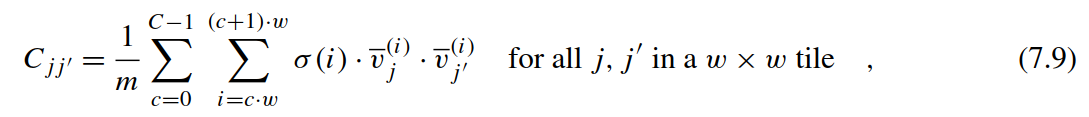 C_{jj'} = \frac{1}{m} \sum_{c=0}^{C-1} \sum_{i=c \cdot w}^{(c+1) \cdot w} \sigma(i) \cdot \overline{v}_j^{(i)} \cdot \overline{v}_{j'}^{(i)} for all j, j' in a w × w tile , (7.9)